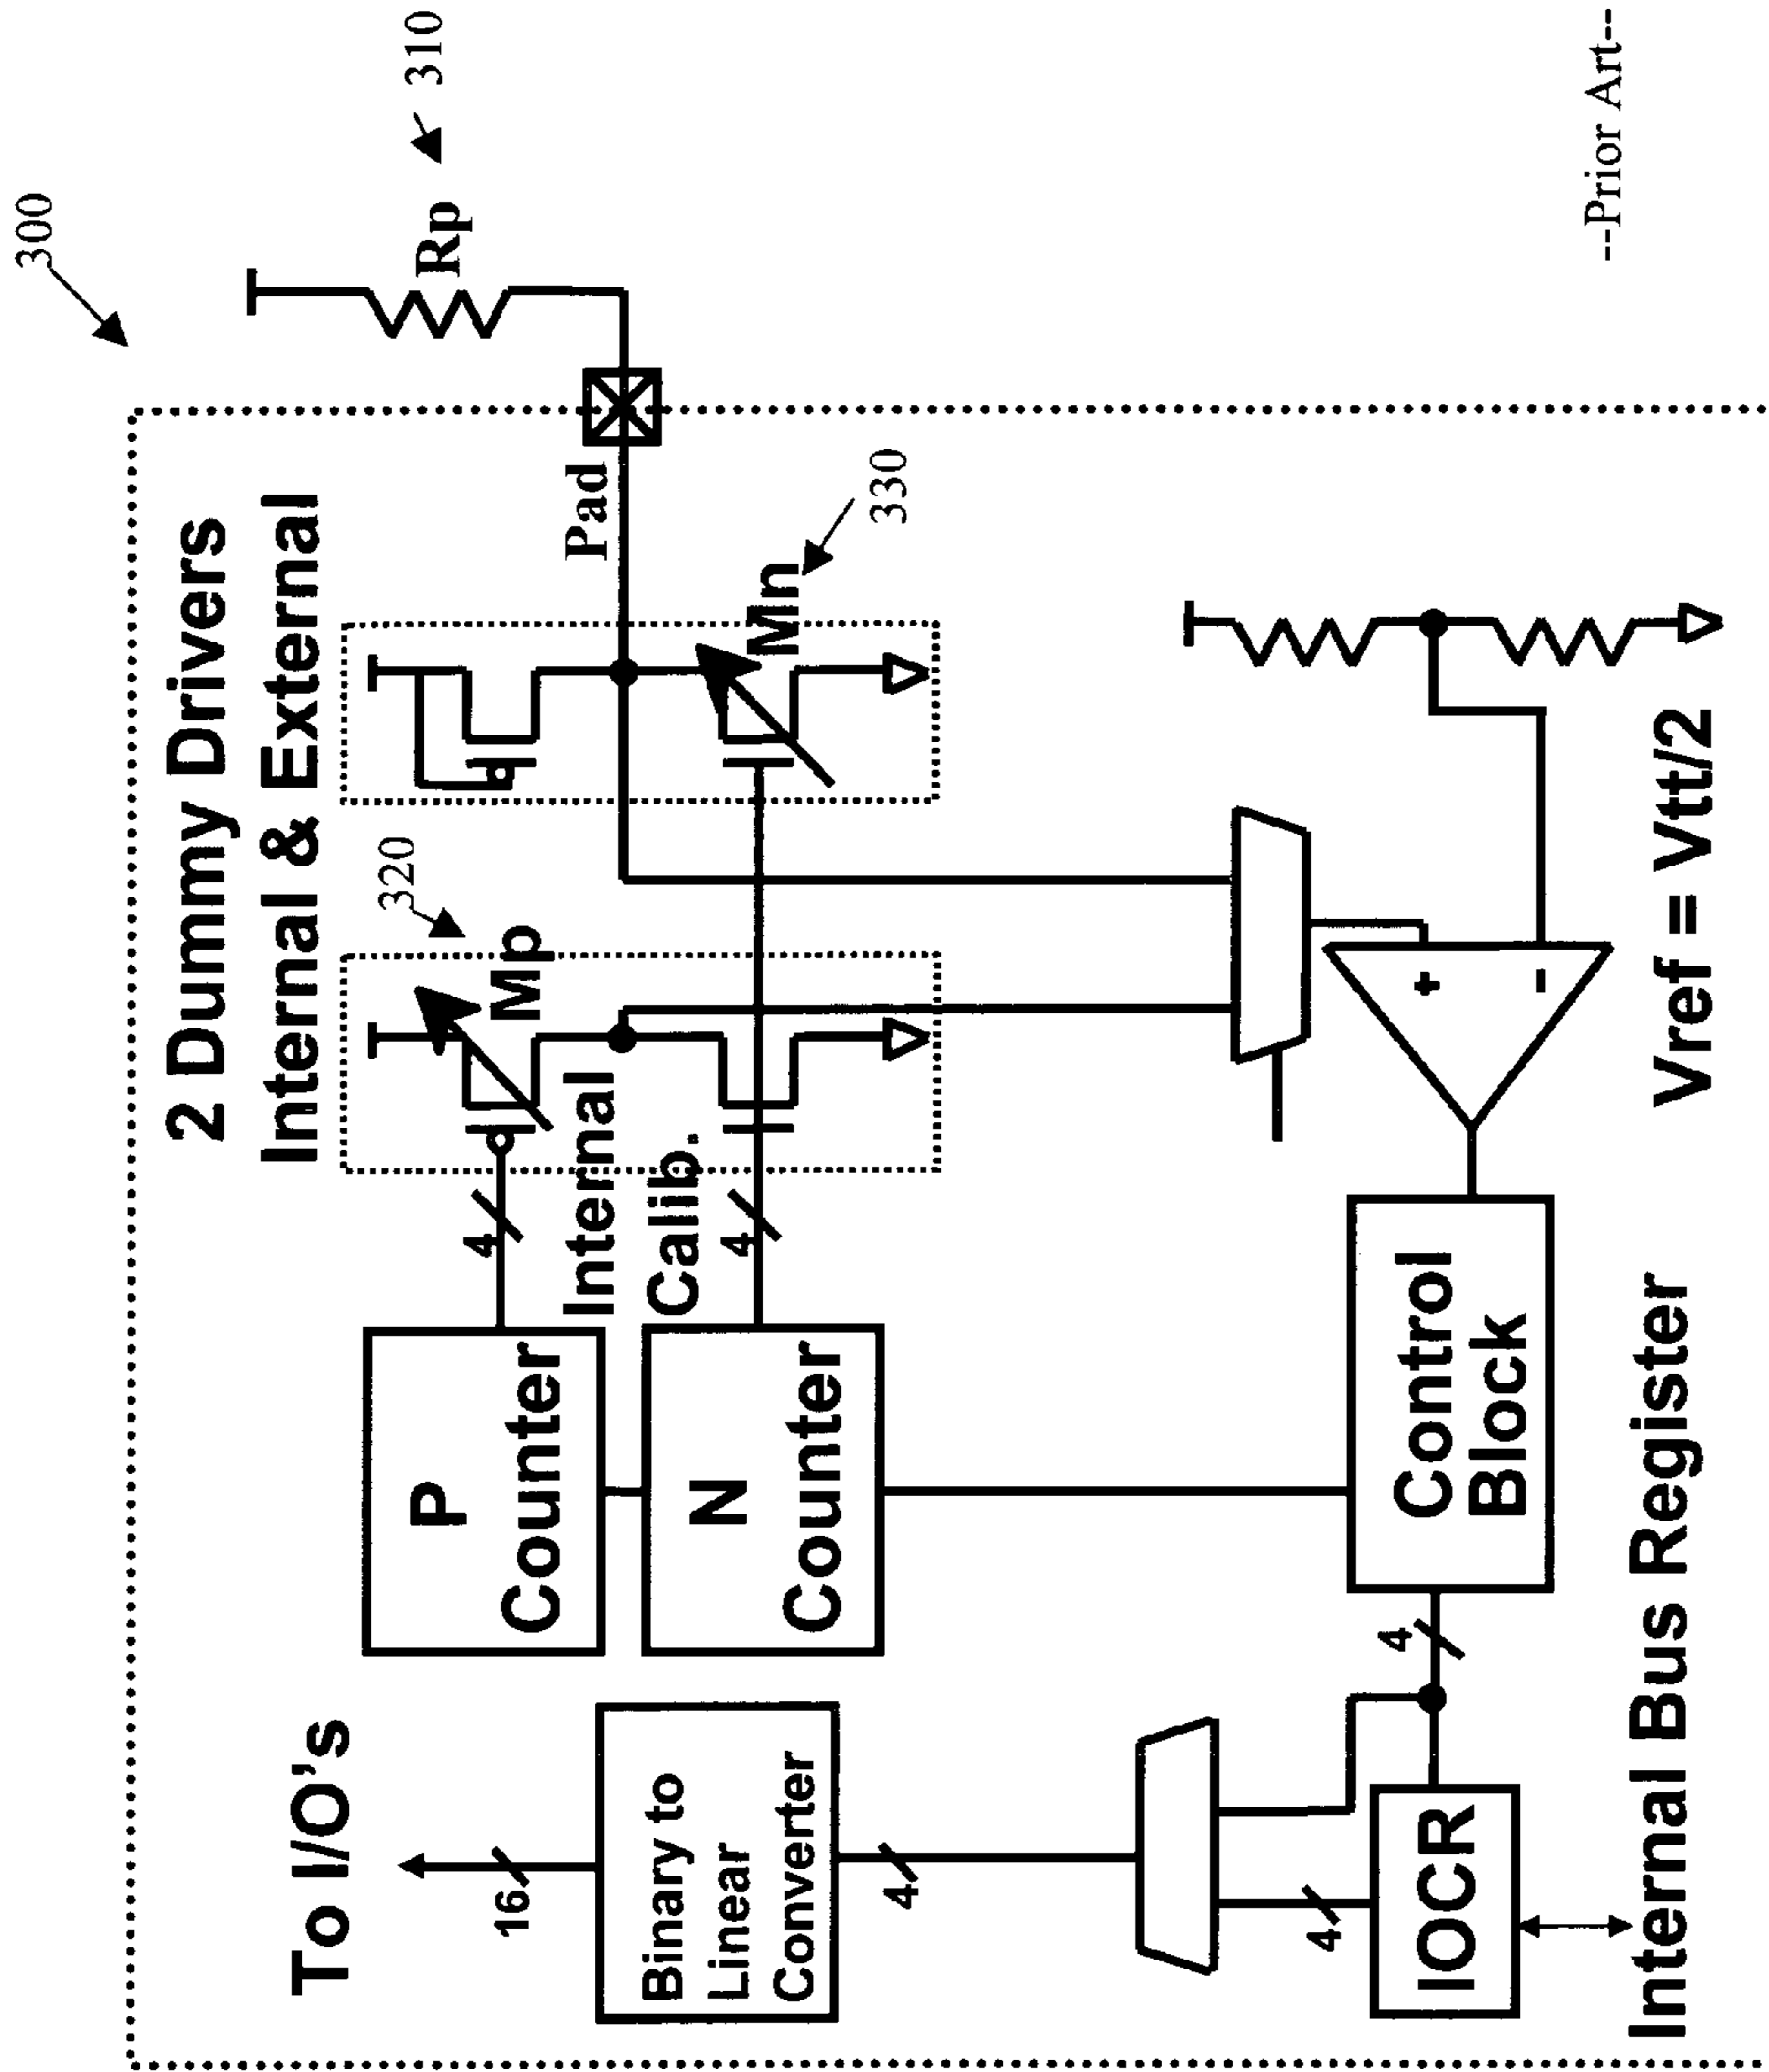 300
2 Dummy Drivers
Internal & External
320
Mp
Rp
310
Pad
Mn
330
To I/O's
16
Binary to
Linear
Converter
4
P
Counter
4
Internal
Calib.
N
Counter
4
4
IOCR
4
Control
Block
+
-
Vref = Vtt/2
Internal Bus Register
--Prior Art--